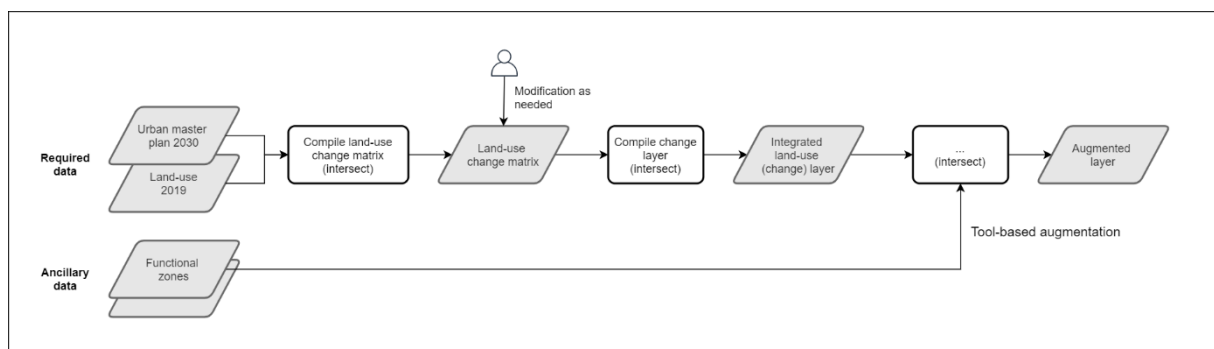 Required
data
Urban master
plan 2030
Land-use
2019
Compile land-use
change matrix
(intersect)
Modification as
needed
Land-use
change matrix
Compile change
layer
(intersect)
Integrated
land-use
(change) layer
...
(intersect)
Augmented
layer
Tool-based augmentation
Ancillary
data
Functional
zones